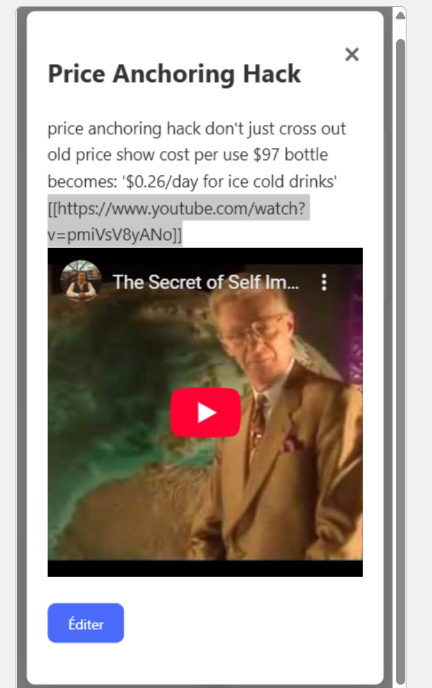 ×
Price Anchoring Hack
price anchoring hack don't just cross out
old price show cost per use $97 bottle
becomes: '$0.26/day for ice cold drinks'
[[https://www.youtube.com/watch?
v=pmiVsV8yANo]]
The Secret of Self Im...
Éditer